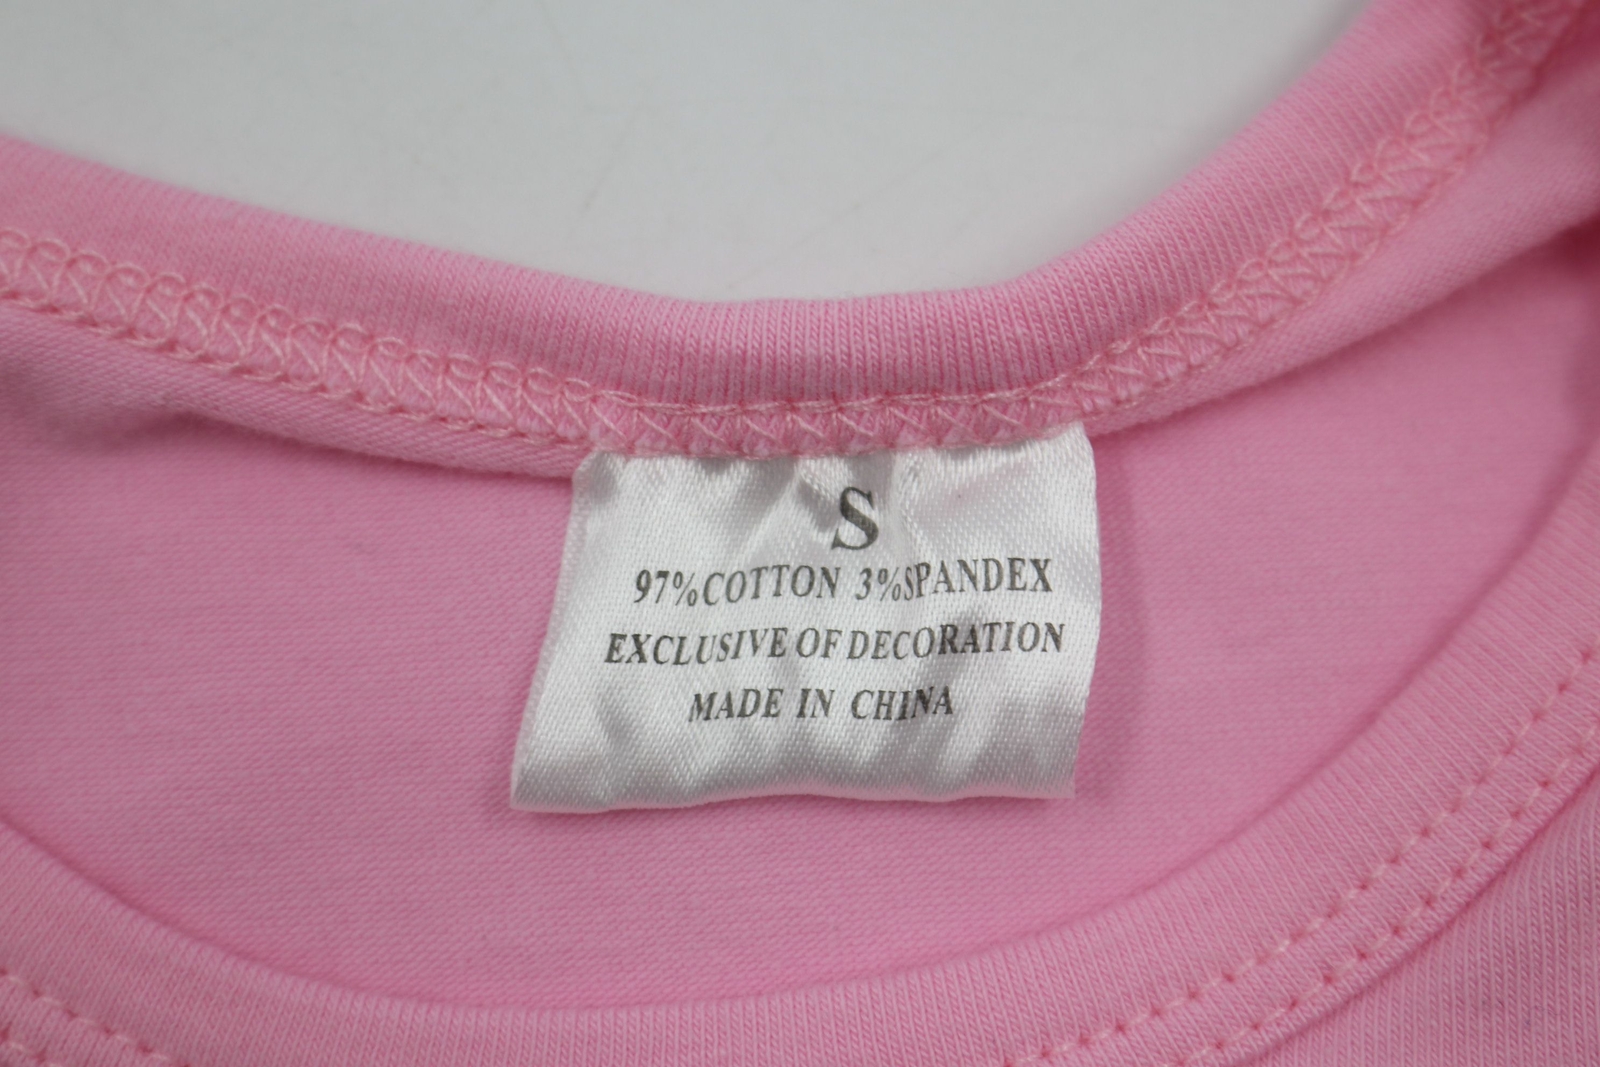 S
97%COTTON 3%SPANDEX
EXCLUSIVE OF DECORATION
MADE IN CHINA